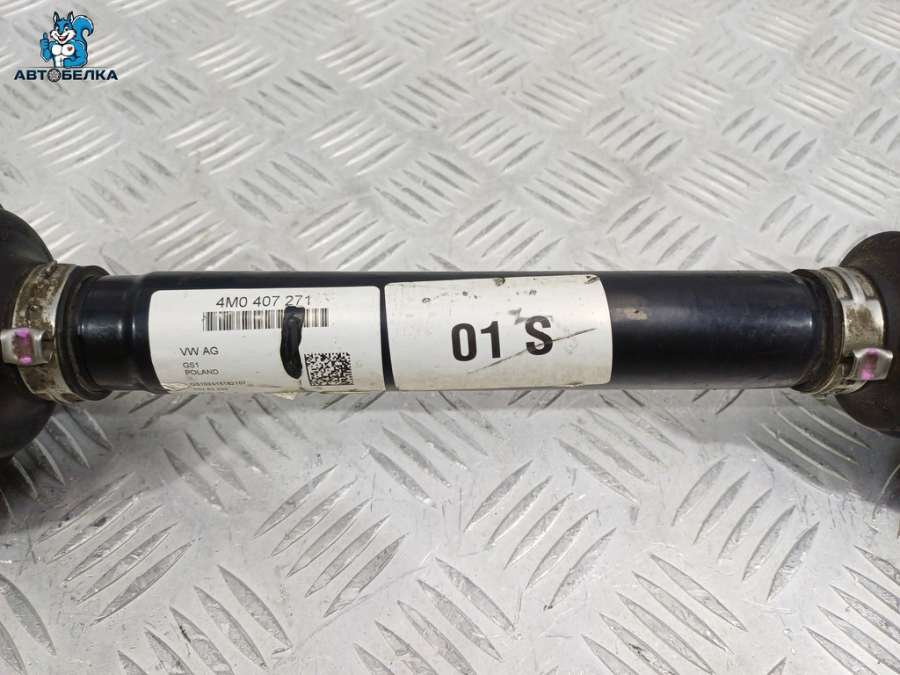 АВТОБЕЛКА
4M0 407 271
VW AG
GS1
POLAND
01 S